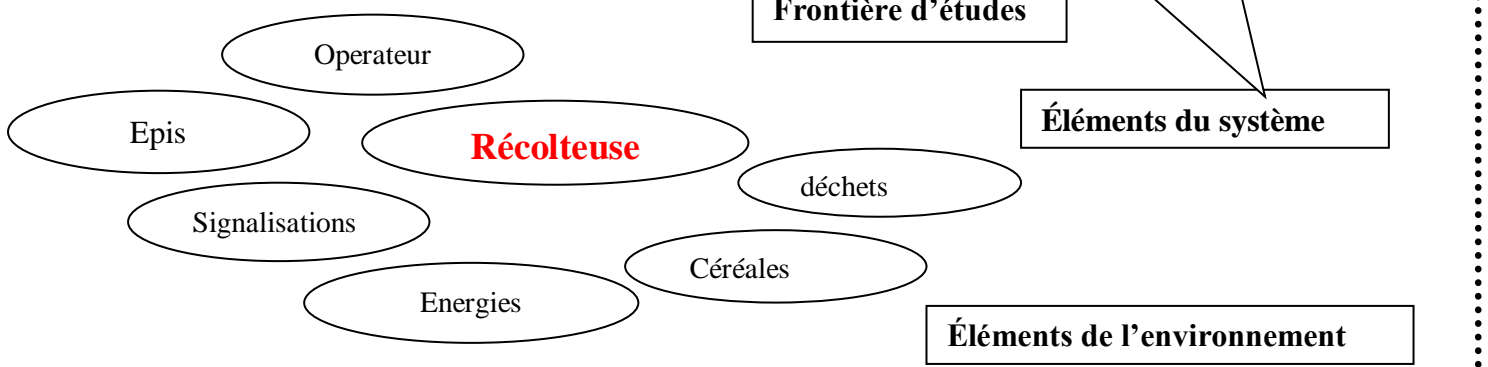 Frontière d’études
Operateur
Éléments du système
Epis
Récolteuse
déchets
Signalisations
Céréales
Energies
Éléments de l’environnement